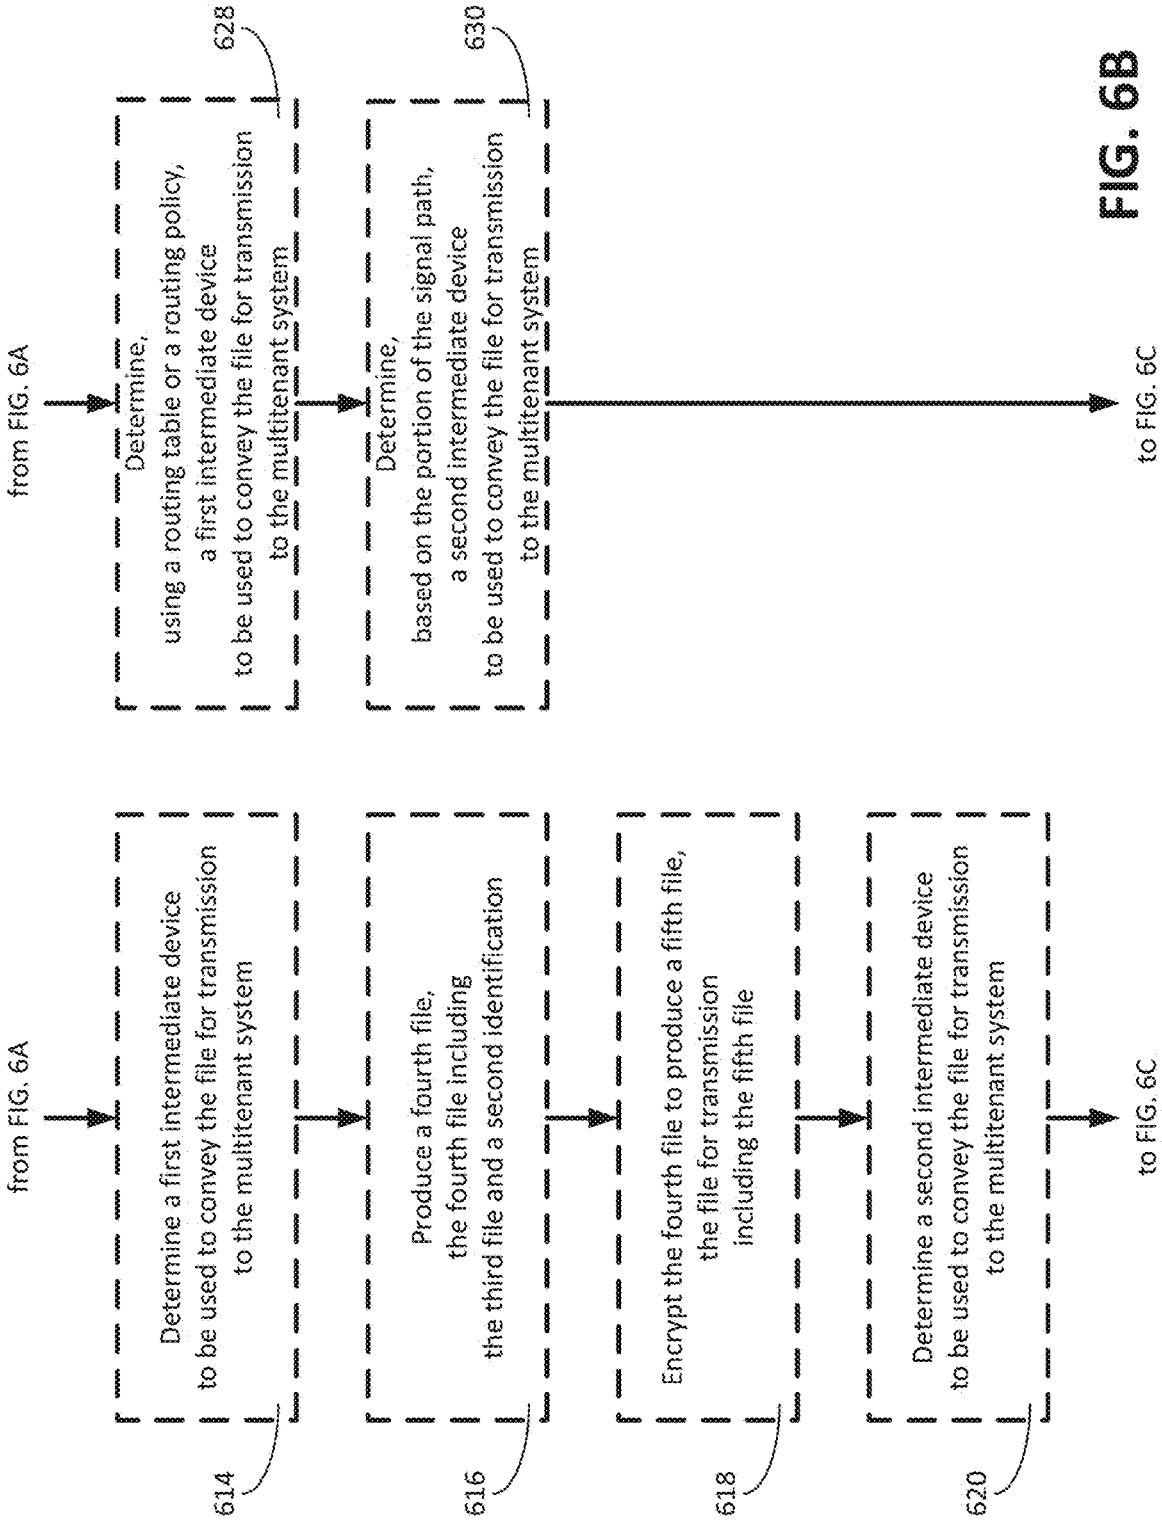 from FIG. 6A
614
Determine a first intermediate device
to be used to convey the file for transmission
to the multitenant system
616
Produce a fourth file,
the fourth file including
the third file and a second identification
618
Encrypt the fourth file to produce a fifth file,
the file for transmission
including the fifth file
620
Determine a second intermediate device
to be used to convey the file for transmission
to the multitenant system
to FIG. 6C
from FIG. 6A
628
Determine,
using a routing table or a routing policy,
a first intermediate device
to be used to convey the file for transmission
to the multitenant system
630
Determine,
based on the portion of the signal path,
a second intermediate device
to be used to convey the file for transmission
to the multitenant system
to FIG. 6C
FIG. 6B